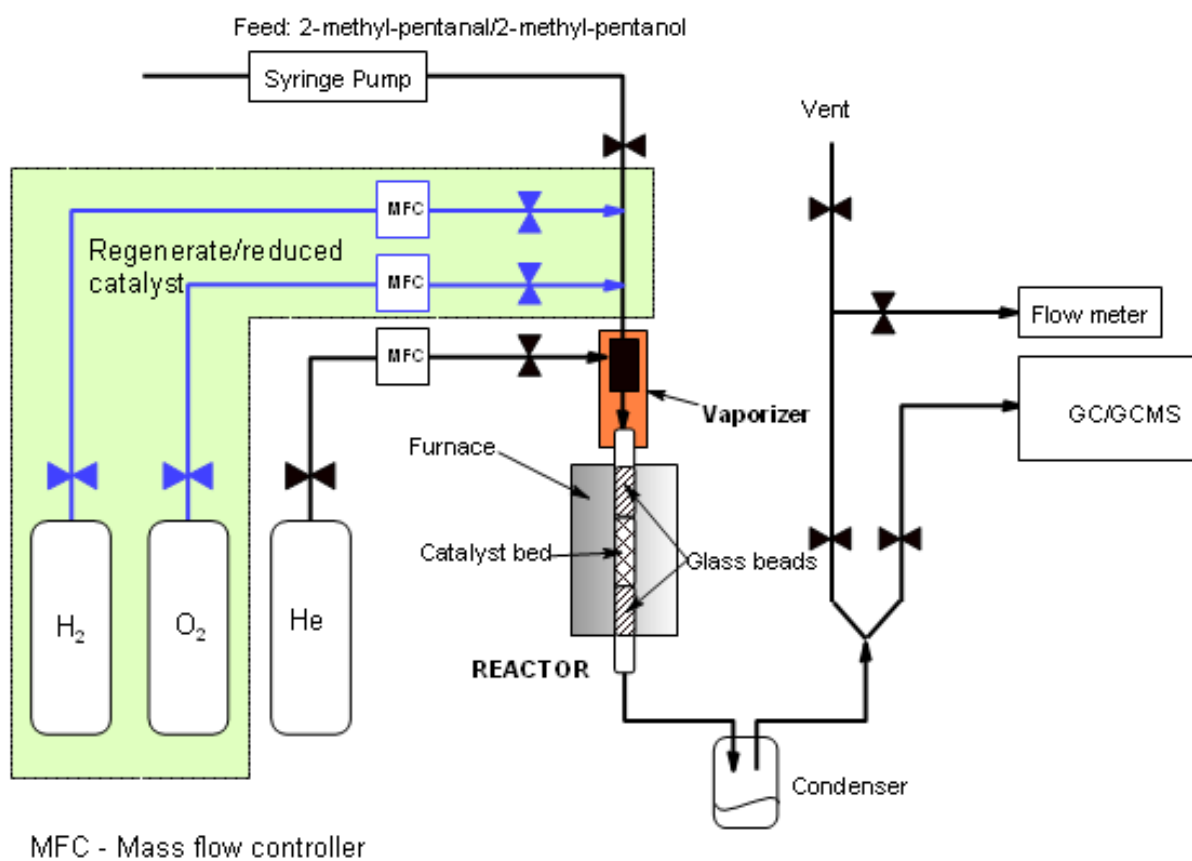 Feed: 2-methyl-pentanal/2-methyl-pentanol
Syringe Pump
Vent
MFC
Regenerate/reduced
catalyst
MFC
Flow meter
MFC
Vaporizer
GC/GCMS
Furnace
Catalyst bed
Glass beads
H2
O2
He
REACTOR
Condenser
MFC - Mass flow controller